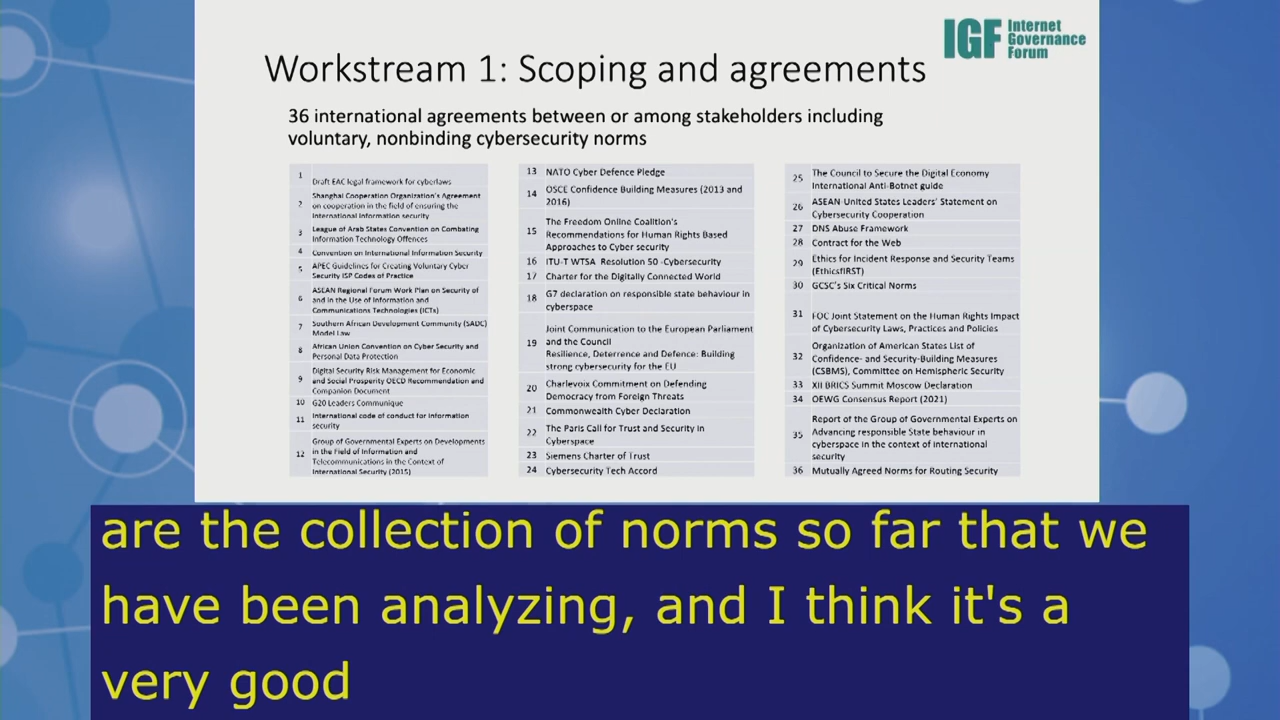 IGF Internet
Governance
Forum
Workstream 1: Scoping and agreements
36 international agreements between or among stakeholders including
voluntary, nonbinding cybersecurity norms
1 Draft EAC legal framework for cyberlaws
2 Shanghai Cooperation Organization's Agreement
on cooperation in the field of ensuring the
International Information security
3 League of Arab States Convention on Combating
Information Technology Offences
4 Convention on International Information Security
5 APEC Guidelines for Creating Voluntary Cyber
Security ISP Codes of Practice
6 ASEAN Regional Forum Work Plan on Security of
and in the Use of Information and
Communications Technologies (ICTs)
7 Southern African Development Community (SADC)
Model Law
8 African Union Convention on Cyber Security and
Personal Data Protection
9 Digital Security Risk Management for Economic
and Social Prosperity OECD Recommendation and
Companion Document
10 G20 Leaders Communique
11 International code of conduct for information
security
12 Group of Governmental Experts on Developments
in the Field of Information and
Telecommunications in the Context of
International Security (2015)
13 NATO Cyber Defence Pledge
14 OSCE Confidence Building Measures (2013 and
2016)
15 The Freedom Online Coalition's
Recommendations for Human Rights Based
Approaches to Cyber security
16 ITU-T WTSA Resolution 50 -Cybersecurity
17 Charter for the Digitally Connected World
18 G7 declaration on responsible state behaviour in
cyberspace
19 Joint Communication to the European Parliament
and the Council
Resilience, Deterrence and Defence: Building
strong cybersecurity for the EU
20 Charlevoix Commitment on Defending
Democracy from Foreign Threats
21 Commonwealth Cyber Declaration
22 The Paris Call for Trust and Security in
Cyberspace
23 Siemens Charter of Trust
24 Cybersecurity Tech Accord
25 The Council to Secure the Digital Economy
International Anti-Botnet guide
26 ASEAN-United States Leaders' Statement on
Cybersecurity Cooperation
27 DNS Abuse Framework
28 Contract for the Web
29 Ethics for Incident Response and Security Teams
(EthicsfIRST)
30 GCSC's Six Critical Norms
31 FOC Joint Statement on the Human Rights Impact
of Cybersecurity Laws, Practices and Policies
32 Organization of American States List of
Confidence- and Security-Building Measures
(CSBMS), Committee on Hemispheric Security
33 XII BRICS Summit Moscow Declaration
34 OEWG Consensus Report (2021)
35 Report of the Group of Governmental Experts on
Advancing responsible State behaviour in
cyberspace in the context of international
security
36 Mutually Agreed Norms for Routing Security
are the collection of norms so far that we
have been analyzing, and I think it's a
very good